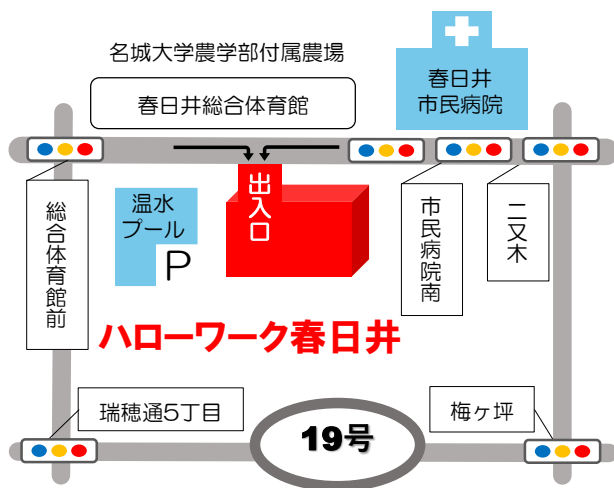 名城大学農学部付属農場
春日井総合体育館
春日井
市民病院
総合体育館前
温水
プール
P
出入口
市民病院南
二又木
ハローワーク春日井
瑞穂通5丁目
19号
梅ヶ坪